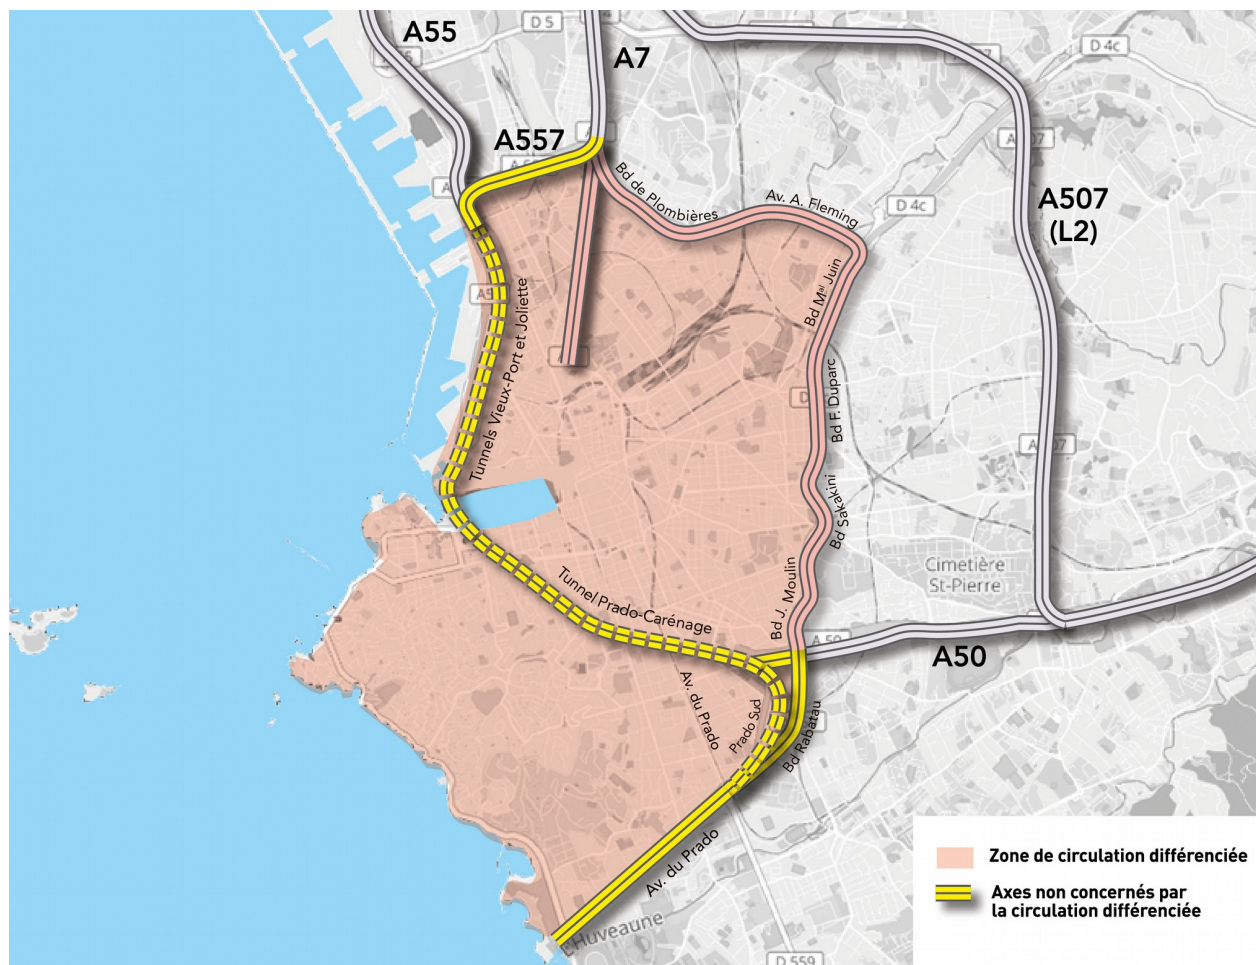 A55
D 5
A7
D 4c
A557
Bd de Plombières
Av. A. Fleming
D 4c
A507
(L2)
Bd Mal Juin
Tunnels Vieux-Port et Joliette
Bd F. Duparc
Bd Sakakini
Cimetière
St-Pierre
Tunnel Prado-Carénage
Bd J. Moulin
A 50
A50
Av. du Prado
Prado Sud
Bd Rabatau
Av. du Prado
Huveaune
D 559
Zone de circulation différenciée
Axes non concernés par
la circulation différenciée